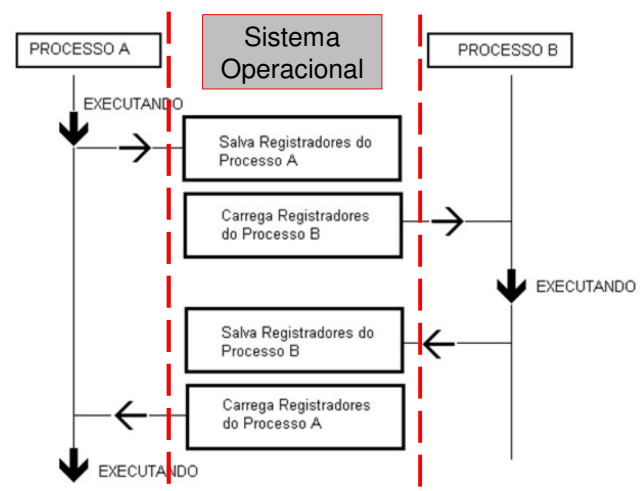 PROCESSO A
Sistema
Operacional
PROCESSO B
EXECUTANDO
Salva Registradores do
Processo A
Carrega Registradores
do Processo B
EXECUTANDO
Salva Registradores do
Processo B
Carrega Registradores
do Processo A
EXECUTANDO